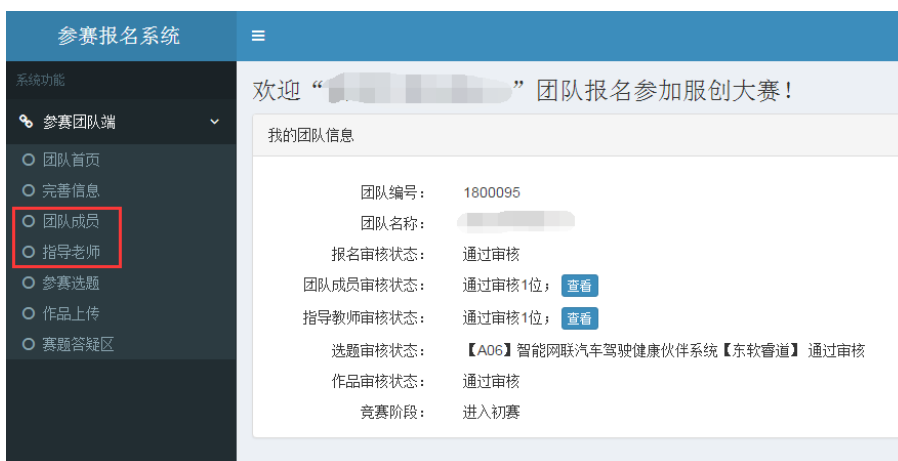 参赛报名系统
系统功能
参赛团队端
团队首页
完善信息
团队成员
指导老师
参赛选题
作品上传
赛题答疑区
欢迎“ ”团队报名参加服创大赛！
我的团队信息
团队编号： 1800095
团队名称：
报名审核状态： 通过审核
团队成员审核状态： 通过审核1位； 查看
指导教师审核状态： 通过审核1位； 查看
选题审核状态： 【A06】智能网联汽车驾驶健康伙伴系统【东软睿道】 通过审核
作品审核状态： 通过审核
竞赛阶段： 进入初赛